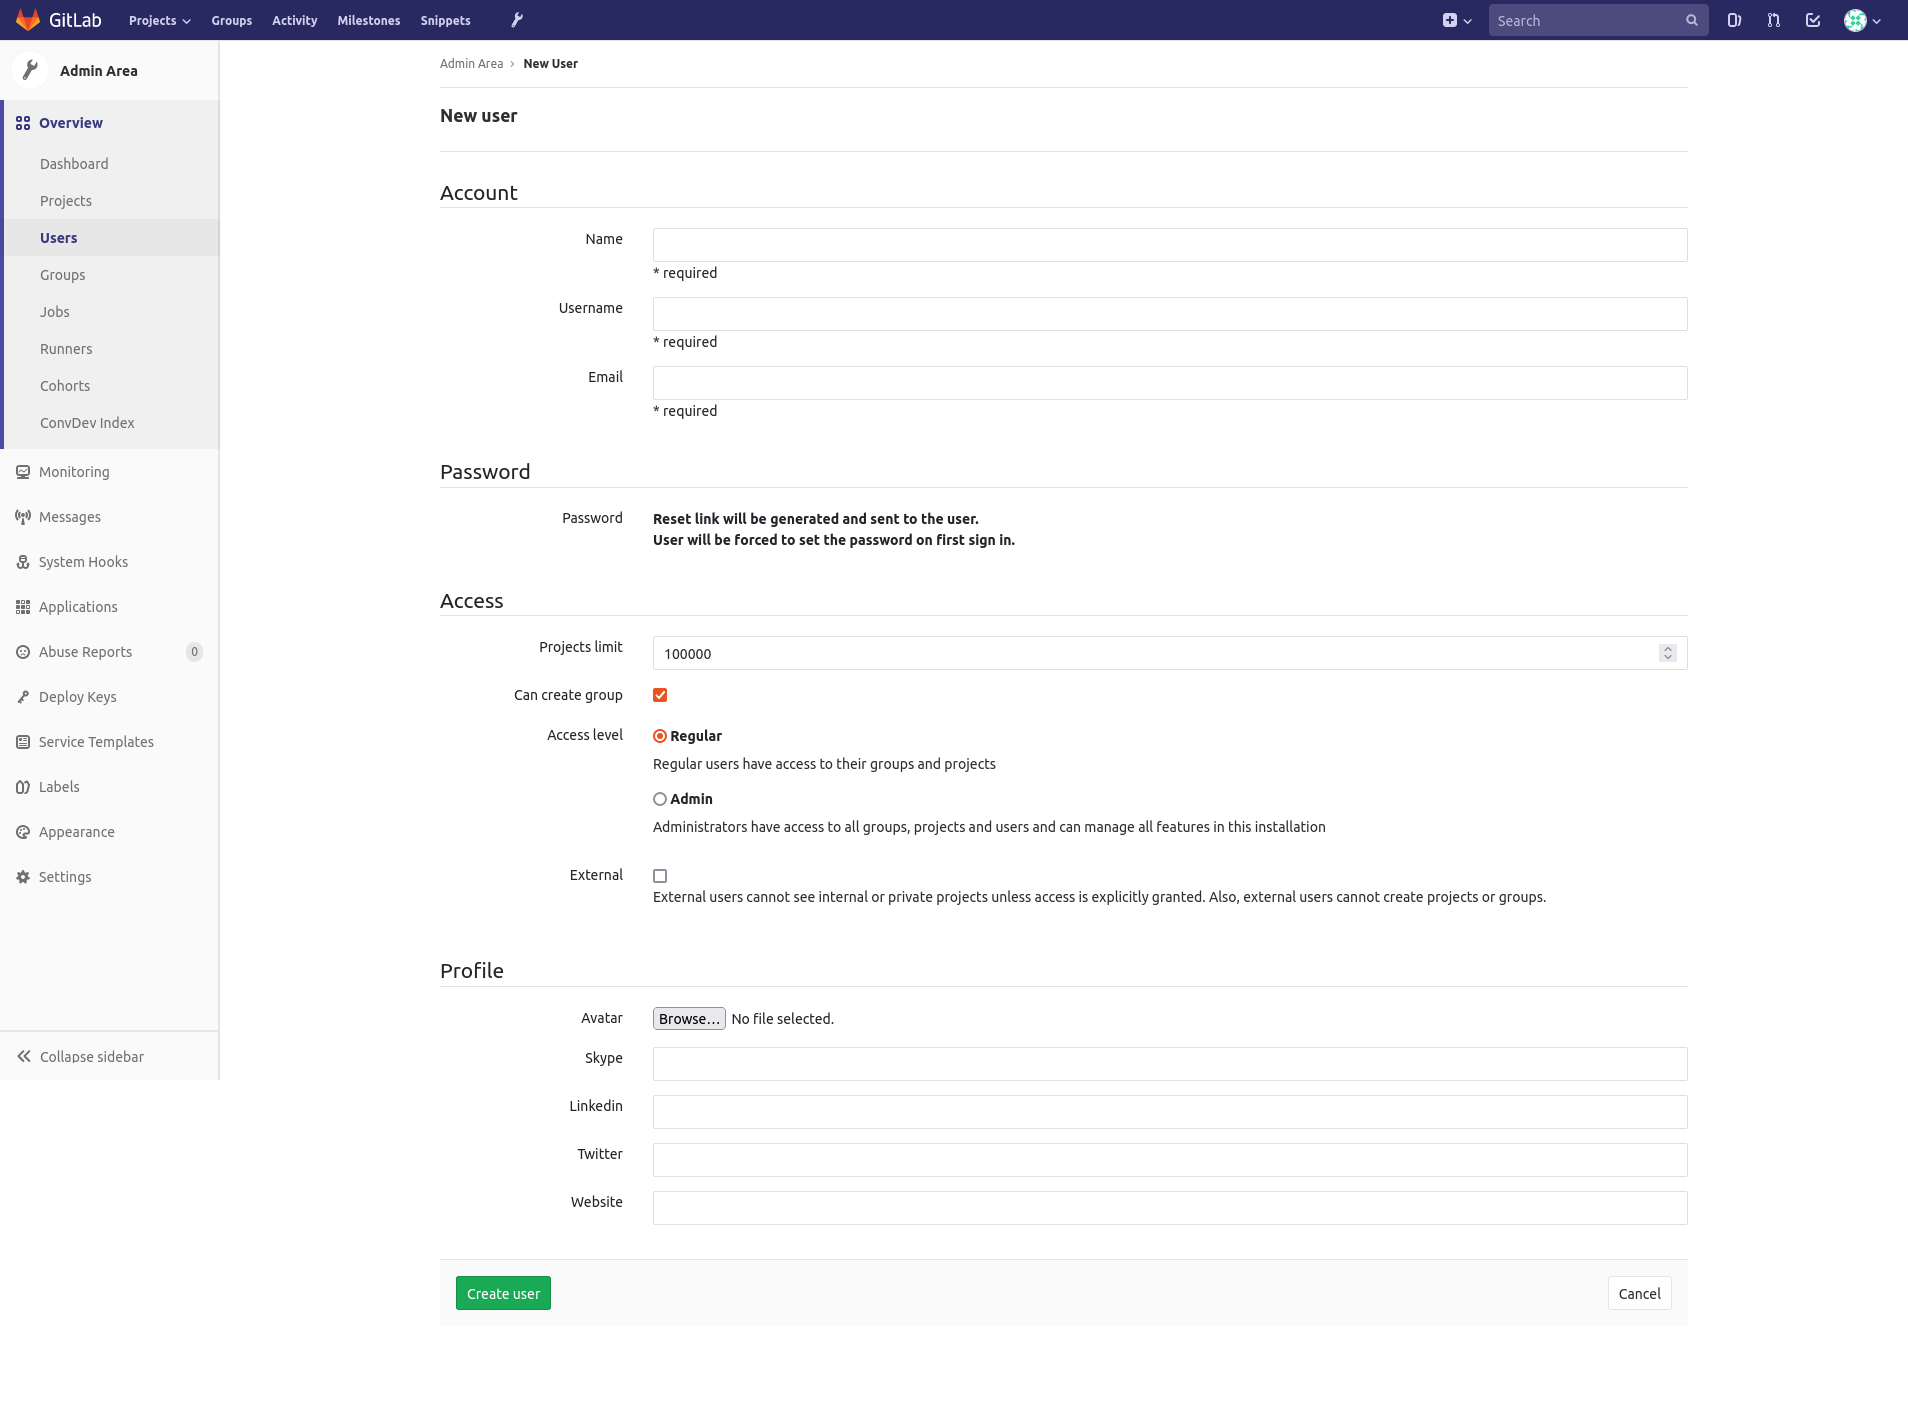 GitLab
Projects
Groups
Activity
Milestones
Snippets
Search
Admin Area
Overview
Dashboard
Projects
Users
Groups
Jobs
Runners
Cohorts
ConvDev Index
Monitoring
Messages
System Hooks
Applications
Abuse Reports 0
Deploy Keys
Service Templates
Labels
Appearance
Settings
Collapse sidebar
Admin Area › New User
New user
Account
Name
* required
Username
* required
Email
* required
Password
Password
Reset link will be generated and sent to the user.
User will be forced to set the password on first sign in.
Access
Projects limit
100000
Can create group
Access level
Regular
Regular users have access to their groups and projects
Admin
Administrators have access to all groups, projects and users and can manage all features in this installation
External
External users cannot see internal or private projects unless access is explicitly granted. Also, external users cannot create projects or groups.
Profile
Avatar
Browse… No file selected.
Skype
Linkedin
Twitter
Website
Create user
Cancel